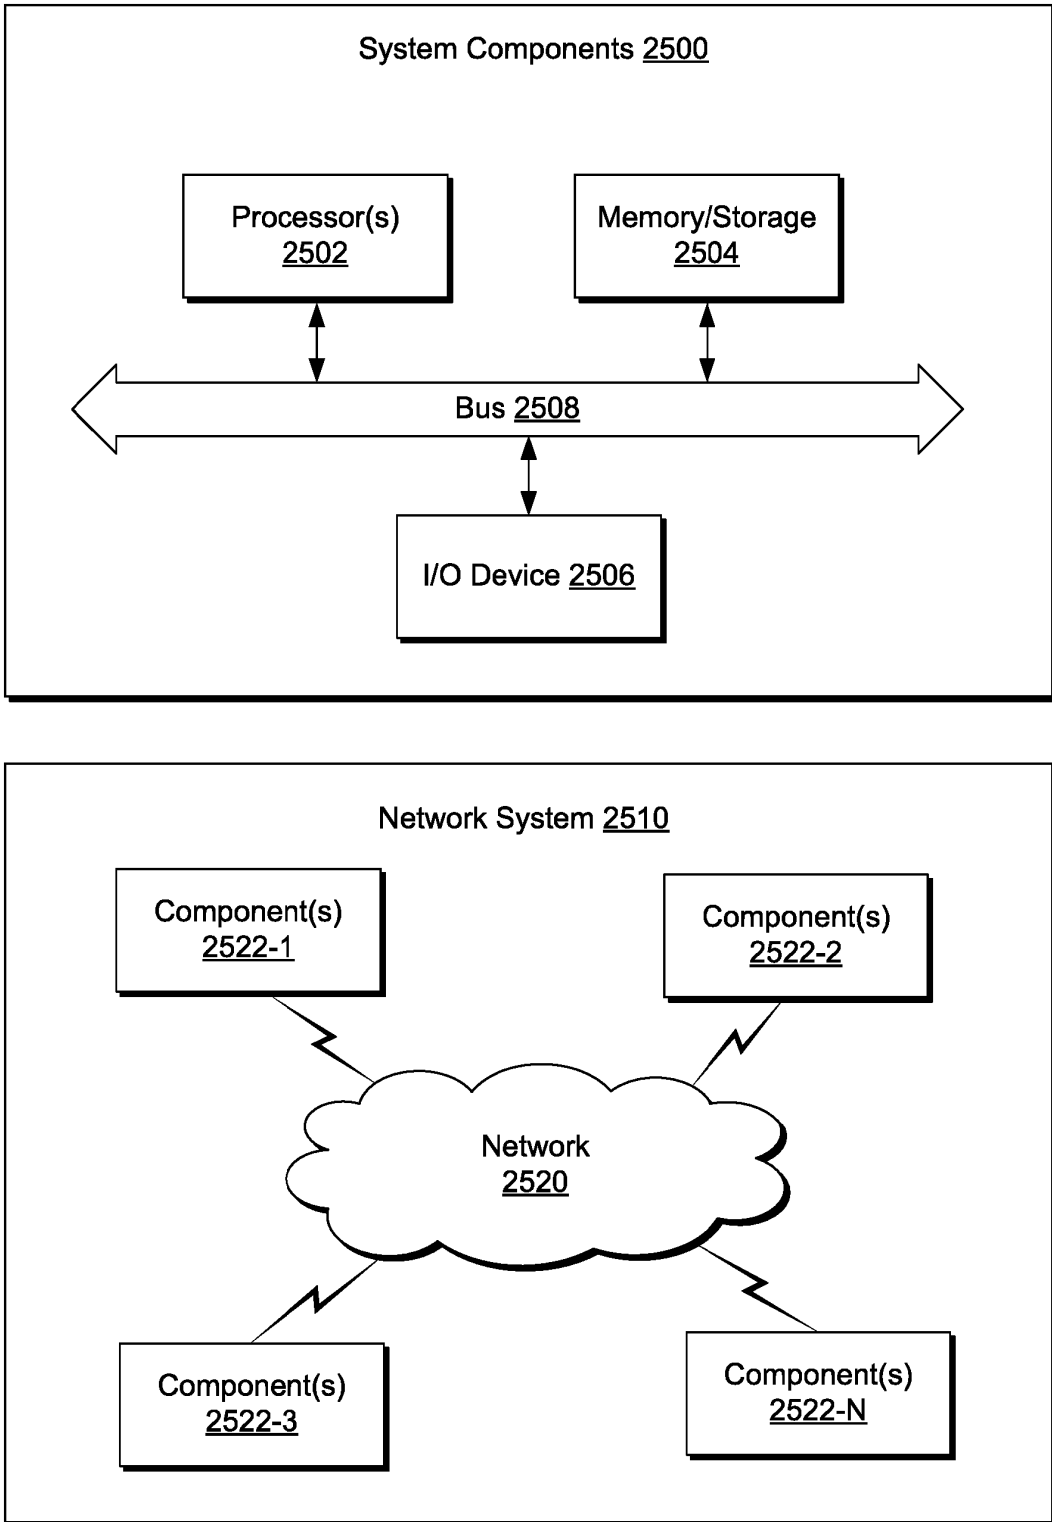 System Components 2500
Processor(s)
2502
Memory/Storage
2504
Bus 2508
I/O Device 2506
Network System 2510
Component(s)
2522-1
Component(s)
2522-2
Network
2520
Component(s)
2522-3
Component(s)
2522-N